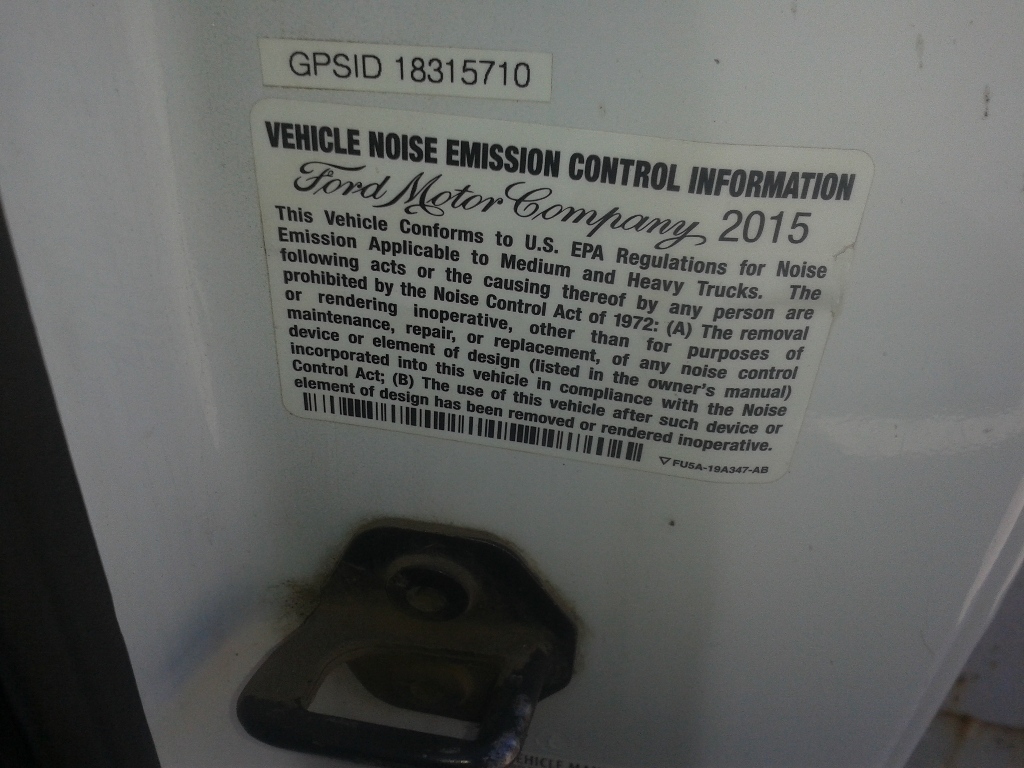 GPSID 18315710
VEHICLE NOISE EMISSION CONTROL INFORMATION
Ford Motor Company 2015
This Vehicle Conforms to U.S. EPA Regulations for Noise
Emission Applicable to Medium and Heavy Trucks. The
following acts or the causing thereof by any person are
prohibited by the Noise Control Act of 1972: (A) The removal
or rendering inoperative, other than for purposes of
maintenance, repair, or replacement, of any noise control
device or element of design (listed in the owner's manual)
incorporated into this vehicle in compliance with the Noise
Control Act; (B) The use of this vehicle after such device or
element of design has been removed or rendered inoperative.
FU5A-19A347-AB